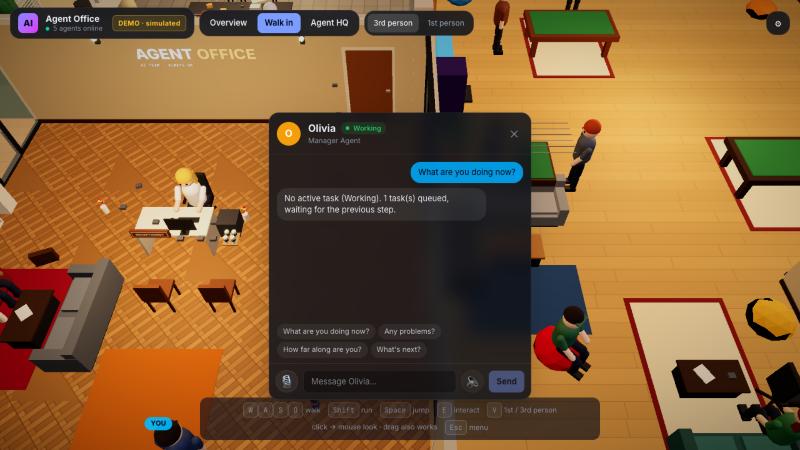 AI
Agent Office
5 agents online
DEMO - simulated
Overview
Walk in
Agent HQ
3rd person
1st person
AGENT OFFICE
Olivia
Working
Manager Agent
What are you doing now?
No active task (Working). 1 task(s) queued,
waiting for the previous step.
What are you doing now?
Any problems?
How far along are you?
What's next?
Message Olivia...
Send
W A S D walk Shift run Space jump E interact V 1st / 3rd person
click → mouse look · drag also works Esc menu
YOU